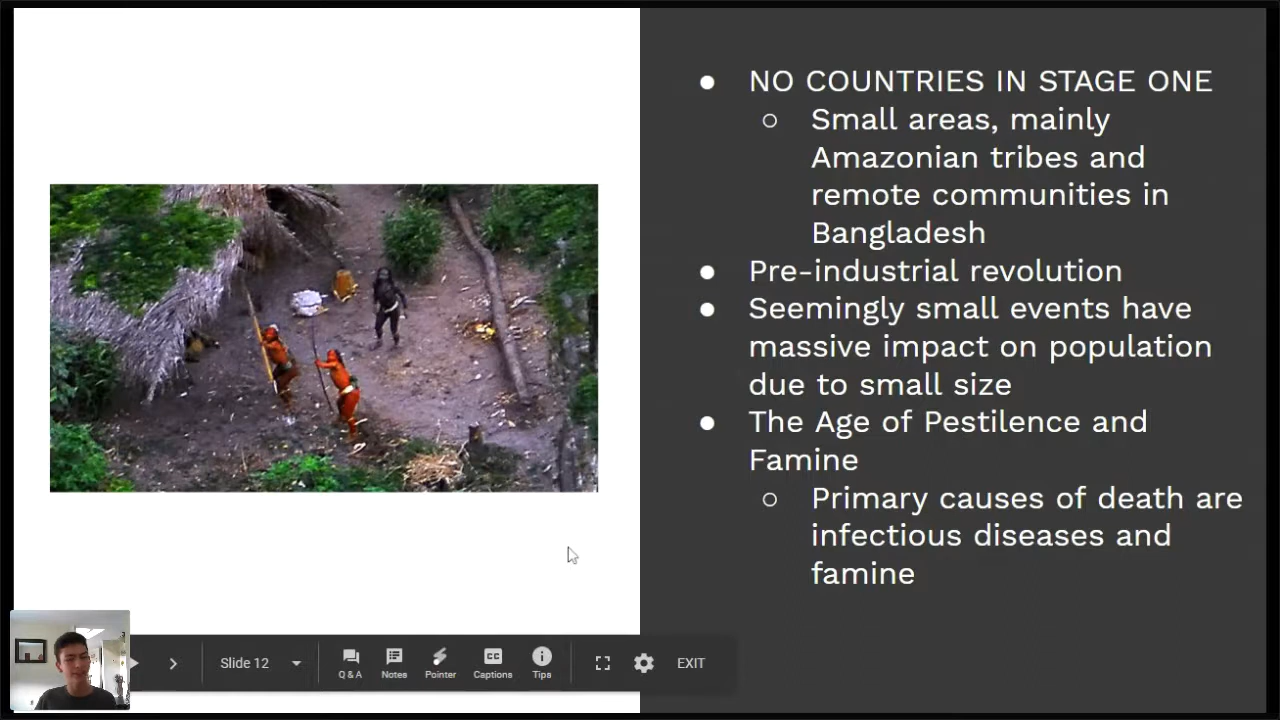 NO COUNTRIES IN STAGE ONE
Small areas, mainly
Amazonian tribes and
remote communities in
Bangladesh
Pre-industrial revolution
Seemingly small events have
massive impact on population
due to small size
The Age of Pestilence and
Famine
Primary causes of death are
infectious diseases and
famine
Slide 12
Q & A
Notes
Pointer
Captions
Tips
EXIT
CC